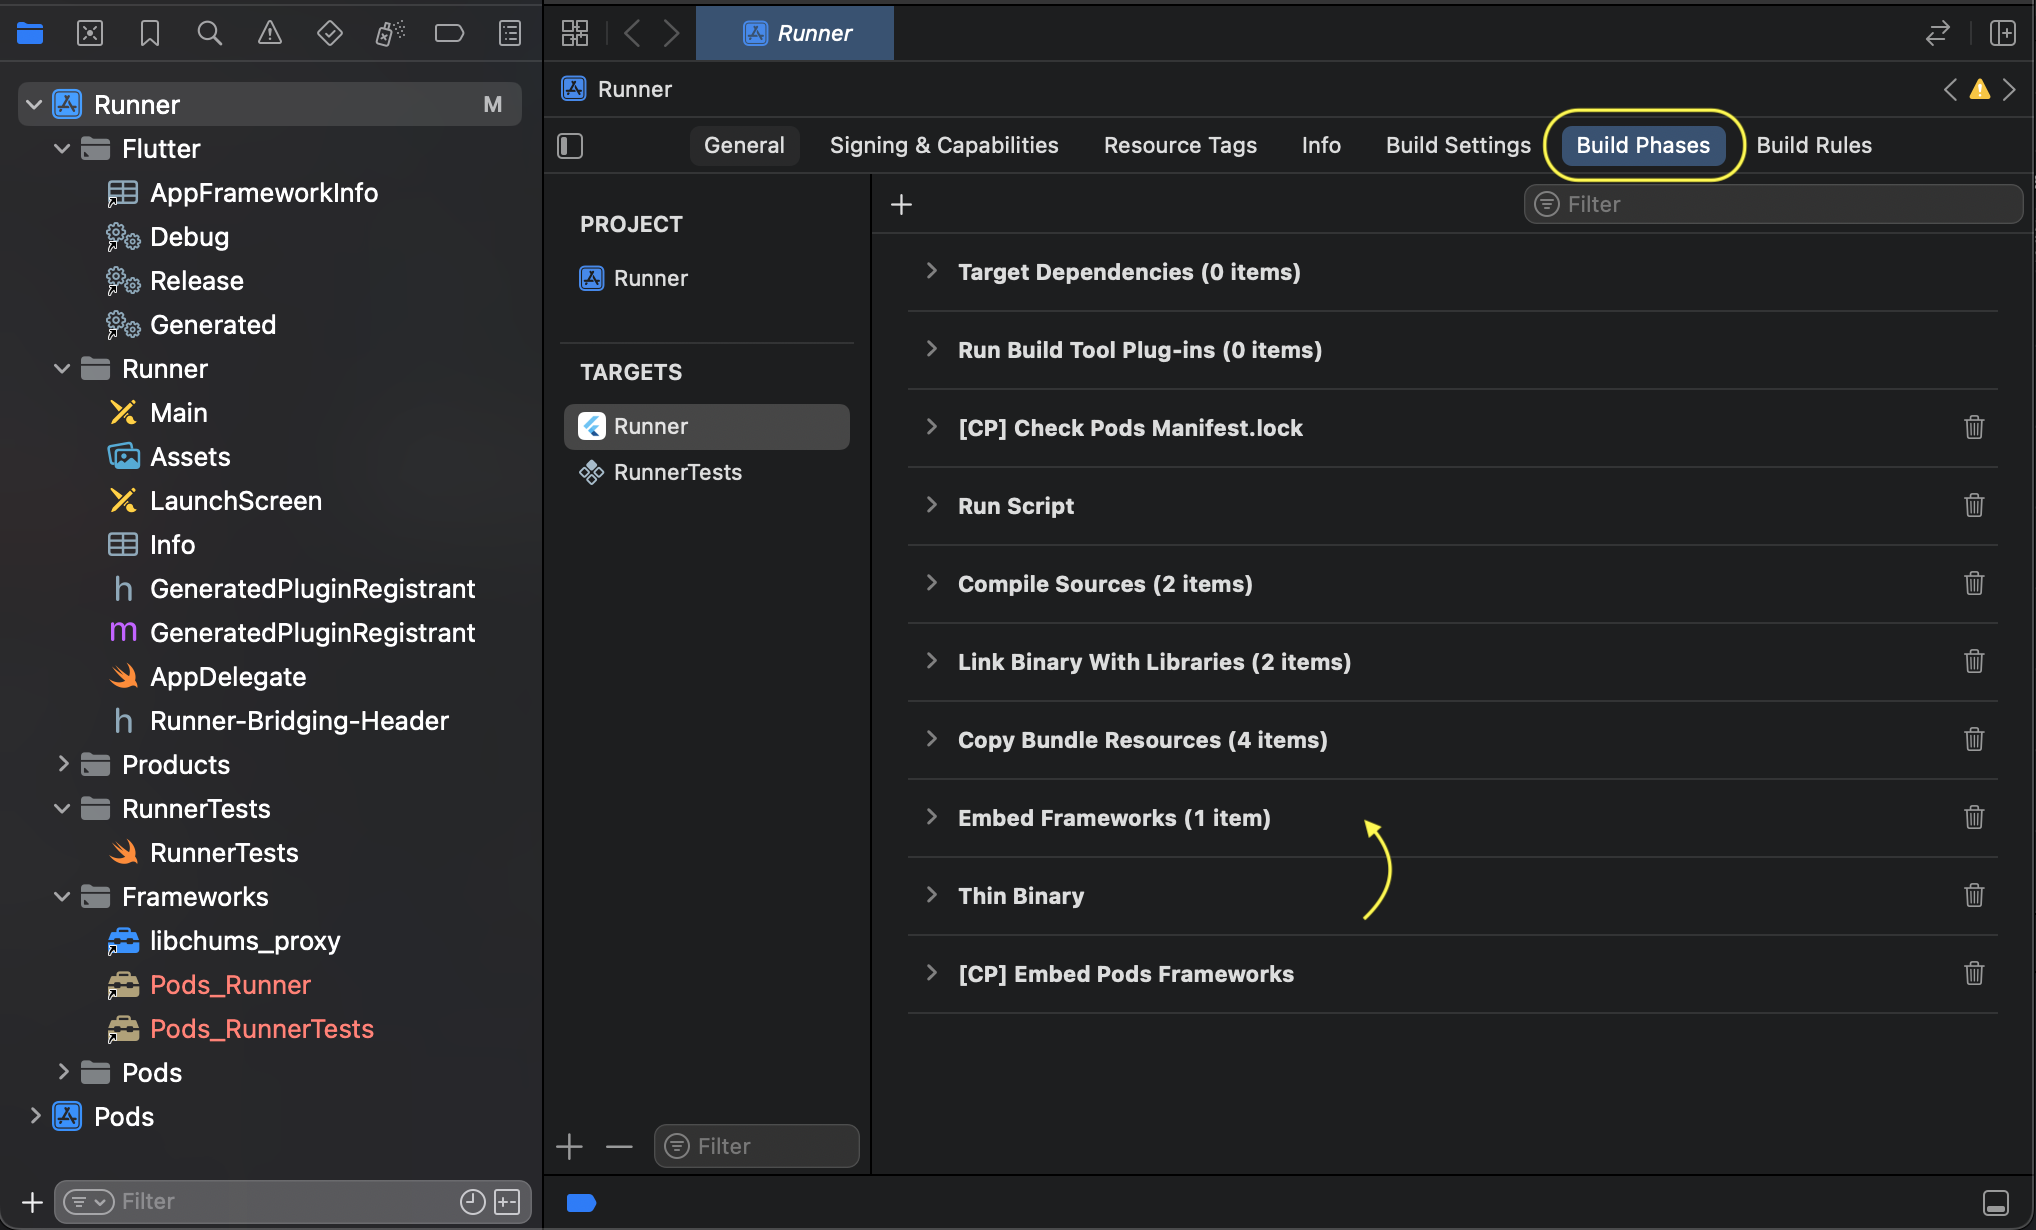 Runner
M
Flutter
AppFrameworkInfo
Debug
Release
Generated
Runner
Main
Assets
LaunchScreen
Info
h GeneratedPluginRegistrant
m GeneratedPluginRegistrant
AppDelegate
h Runner-Bridging-Header
Products
RunnerTests
RunnerTests
Frameworks
libchums_proxy
Pods_Runner
Pods_RunnerTests
Pods
Pods
Filter
Runner
Runner
General Signing & Capabilities Resource Tags Info Build Settings Build Phases Build Rules
PROJECT
Runner
TARGETS
Runner
RunnerTests
Filter
Filter
Target Dependencies (0 items)
Run Build Tool Plug-ins (0 items)
[CP] Check Pods Manifest.lock
Run Script
Compile Sources (2 items)
Link Binary With Libraries (2 items)
Copy Bundle Resources (4 items)
Embed Frameworks (1 item)
Thin Binary
[CP] Embed Pods Frameworks